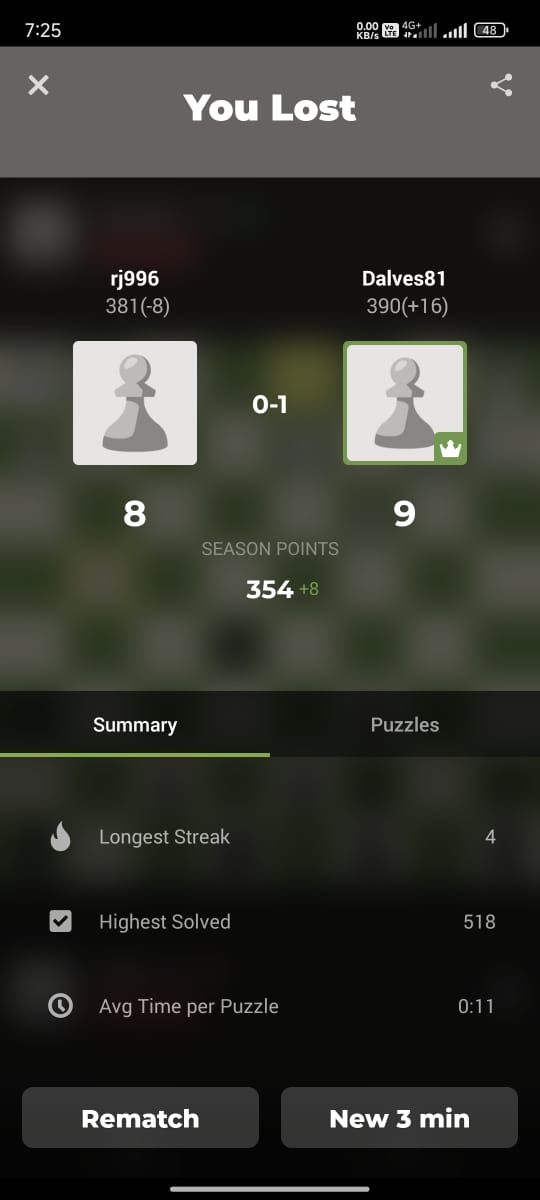 7:25
0.00 KB/s Vo LTE 4G+ 48
You Lost
rj996 Dalves81
381(-8) 390(+16)
0-1
8 9
SEASON POINTS
354 +8
Summary Puzzles
Longest Streak 4
Highest Solved 518
Avg Time per Puzzle 0:11
Rematch New 3 min